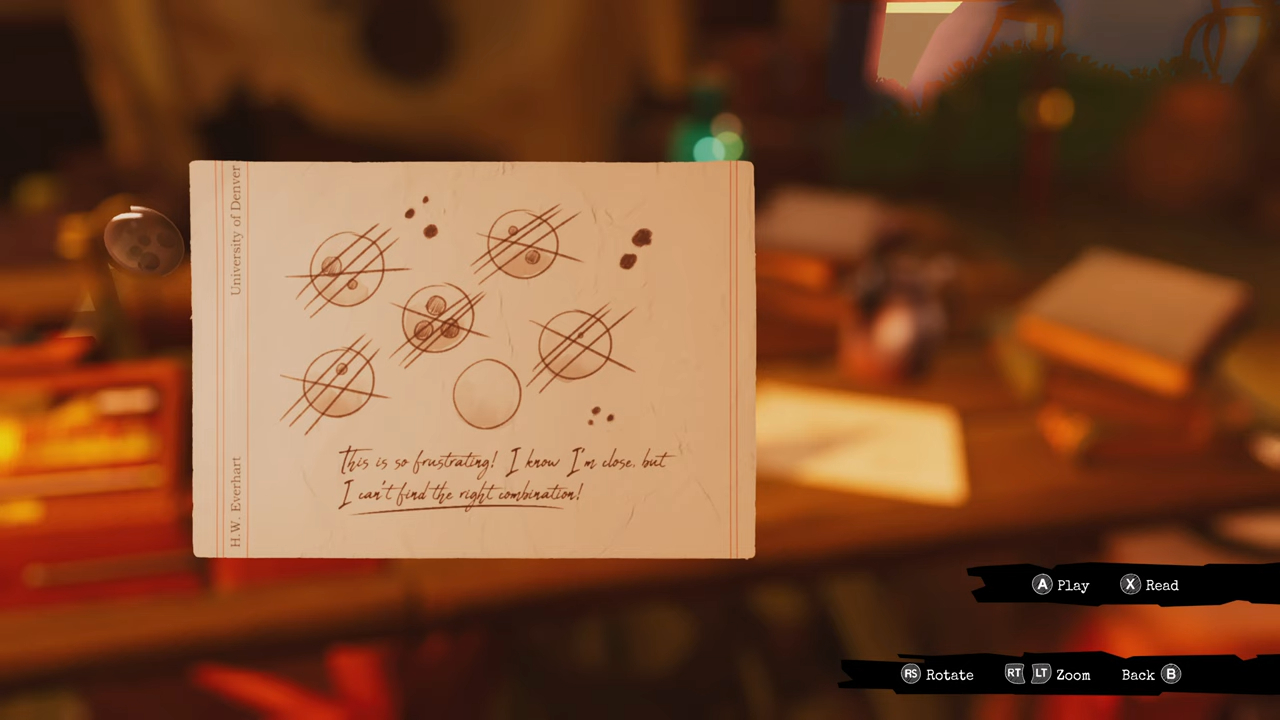 University of Denver
H.W. Everhart
This is so frustrating! I know I'm close, but
I can't find the right combination!
A Play X Read
RS Rotate RT LT Zoom Back B